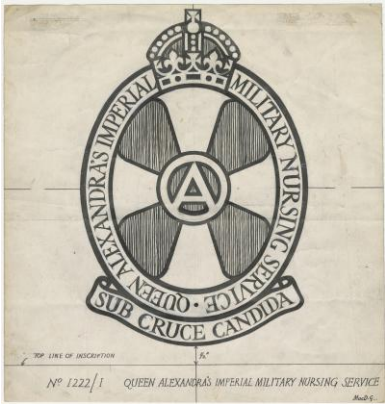 QUEEN ALEXANDRA'S IMPERIAL MILITARY NURSING SERVICE ·
A
SUB CRUCE CANDIDA
TOP LINE OF INSCRIPTION
No 1222/1 QUEEN ALEXANDRA'S IMPERIAL MILITARY NURSING SERVICE
MacD.G.